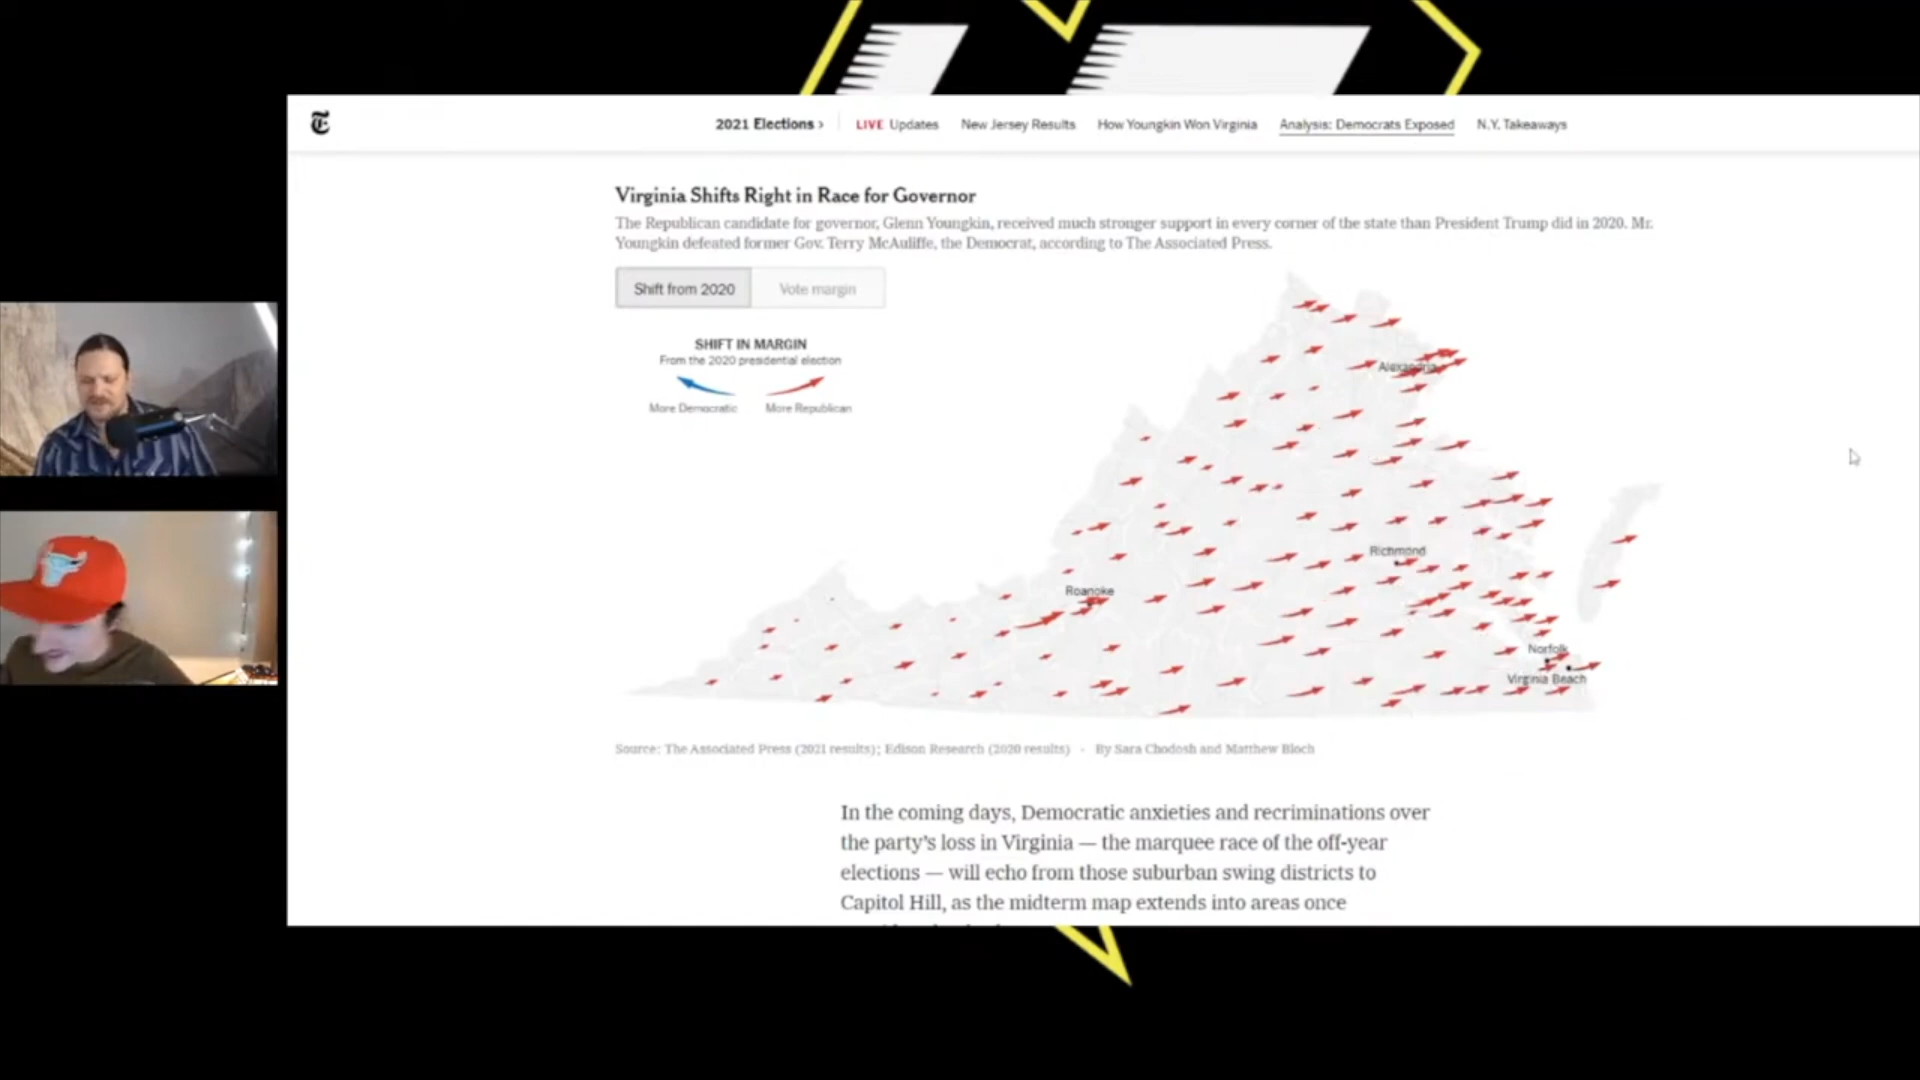 2021 Elections › LIVE Updates New Jersey Results How Youngkin Won Virginia Analysis: Democrats Exposed N.Y. Takeaways
Virginia Shifts Right in Race for Governor
The Republican candidate for governor, Glenn Youngkin, received much stronger support in every corner of the state than President Trump did in 2020. Mr.
Youngkin defeated former Gov. Terry McAuliffe, the Democrat, according to The Associated Press.
Shift from 2020 Vote margin
SHIFT IN MARGIN
From the 2020 presidential election
More Democratic More Republican
Alexandria
Richmond
Roanoke
Norfolk
Virginia Beach
Source: The Associated Press (2021 results); Edison Research (2020 results) · By Sara Chodosh and Matthew Bloch
In the coming days, Democratic anxieties and recriminations over
the party’s loss in Virginia — the marquee race of the off-year
elections — will echo from those suburban swing districts to
Capitol Hill, as the midterm map extends into areas once